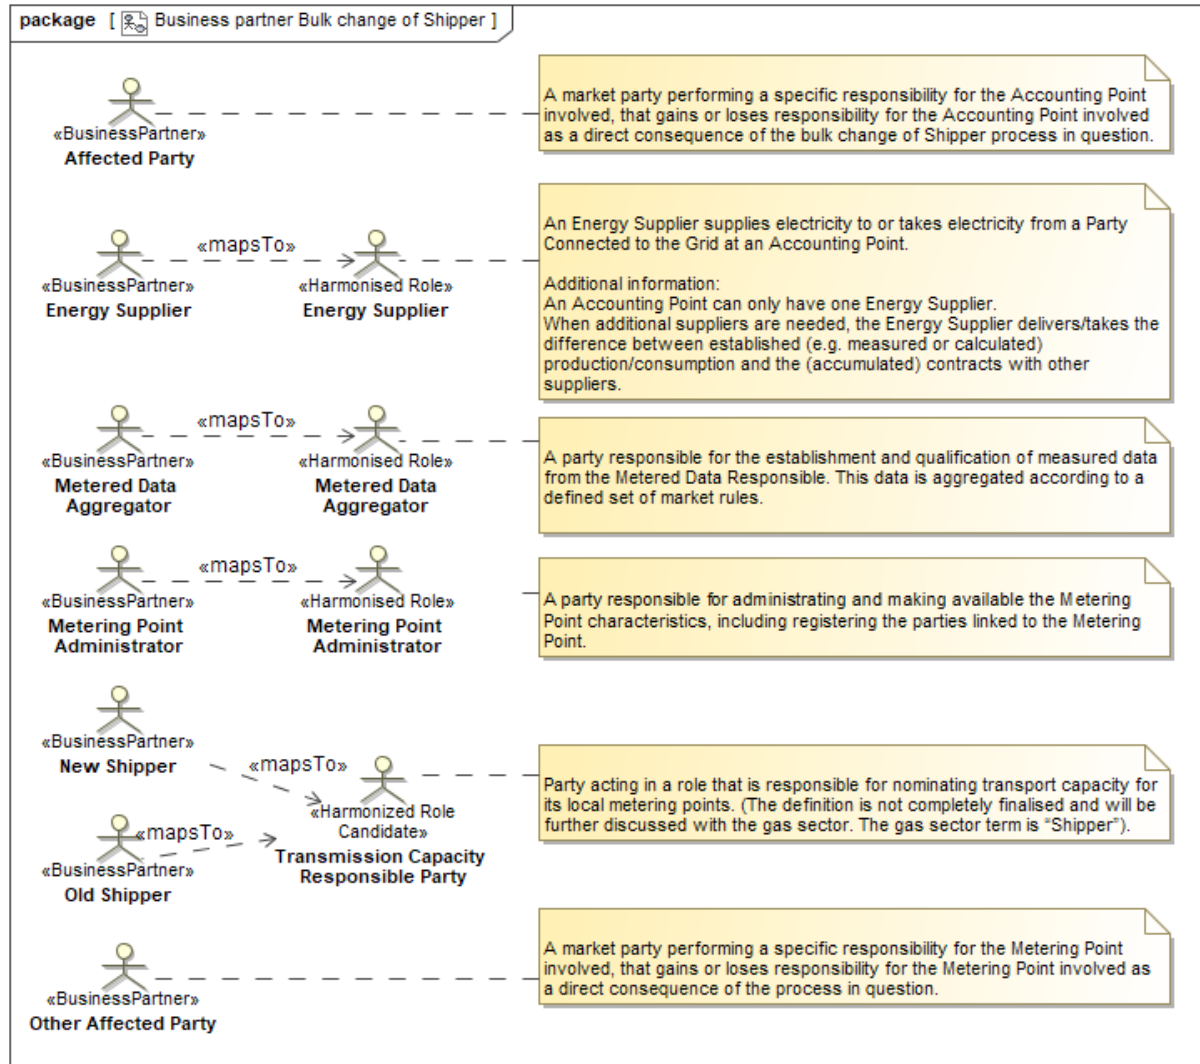 package [ Business partner Bulk change of Shipper ]
«BusinessPartner»
Affected Party
A market party performing a specific responsibility for the Accounting Point
involved, that gains or loses responsibility for the Accounting Point involved
as a direct consequence of the bulk change of Shipper process in question.
«mapsTo»
«BusinessPartner»
Energy Supplier
«Harmonised Role»
Energy Supplier
An Energy Supplier supplies electricity to or takes electricity from a Party
Connected to the Grid at an Accounting Point.
Additional information:
An Accounting Point can only have one Energy Supplier.
When additional suppliers are needed, the Energy Supplier delivers/takes the
difference between established (e.g. measured or calculated)
production/consumption and the (accumulated) contracts with other
suppliers.
«mapsTo»
«BusinessPartner»
Metered Data
Aggregator
«Harmonised Role»
Metered Data
Aggregator
A party responsible for the establishment and qualification of measured data
from the Metered Data Responsible. This data is aggregated according to a
defined set of market rules.
«mapsTo»
«BusinessPartner»
Metering Point
Administrator
«Harmonised Role»
Metering Point
Administrator
A party responsible for administrating and making available the Metering
Point characteristics, including registering the parties linked to the Metering
Point.
«BusinessPartner»
New Shipper
«mapsTo»
«mapsTo»
«BusinessPartner»
Old Shipper
«Harmonized Role
Candidate»
Transmission Capacity
Responsible Party
Party acting in a role that is responsible for nominating transport capacity for
its local metering points. (The definition is not completely finalised and will be
further discussed with the gas sector. The gas sector term is “Shipper”).
«BusinessPartner»
Other Affected Party
A market party performing a specific responsibility for the Metering Point
involved, that gains or loses responsibility for the Metering Point involved as
a direct consequence of the process in question.